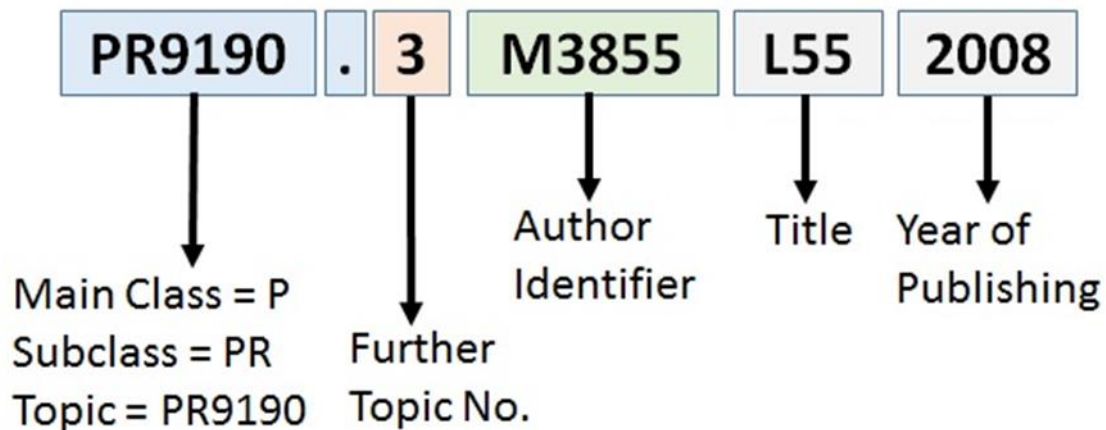 PR9190 . 3 M3855 L55 2008
Main Class = P
Subclass = PR
Topic = PR9190
Further
Topic No.
Author
Identifier
Title
Year of
Publishing